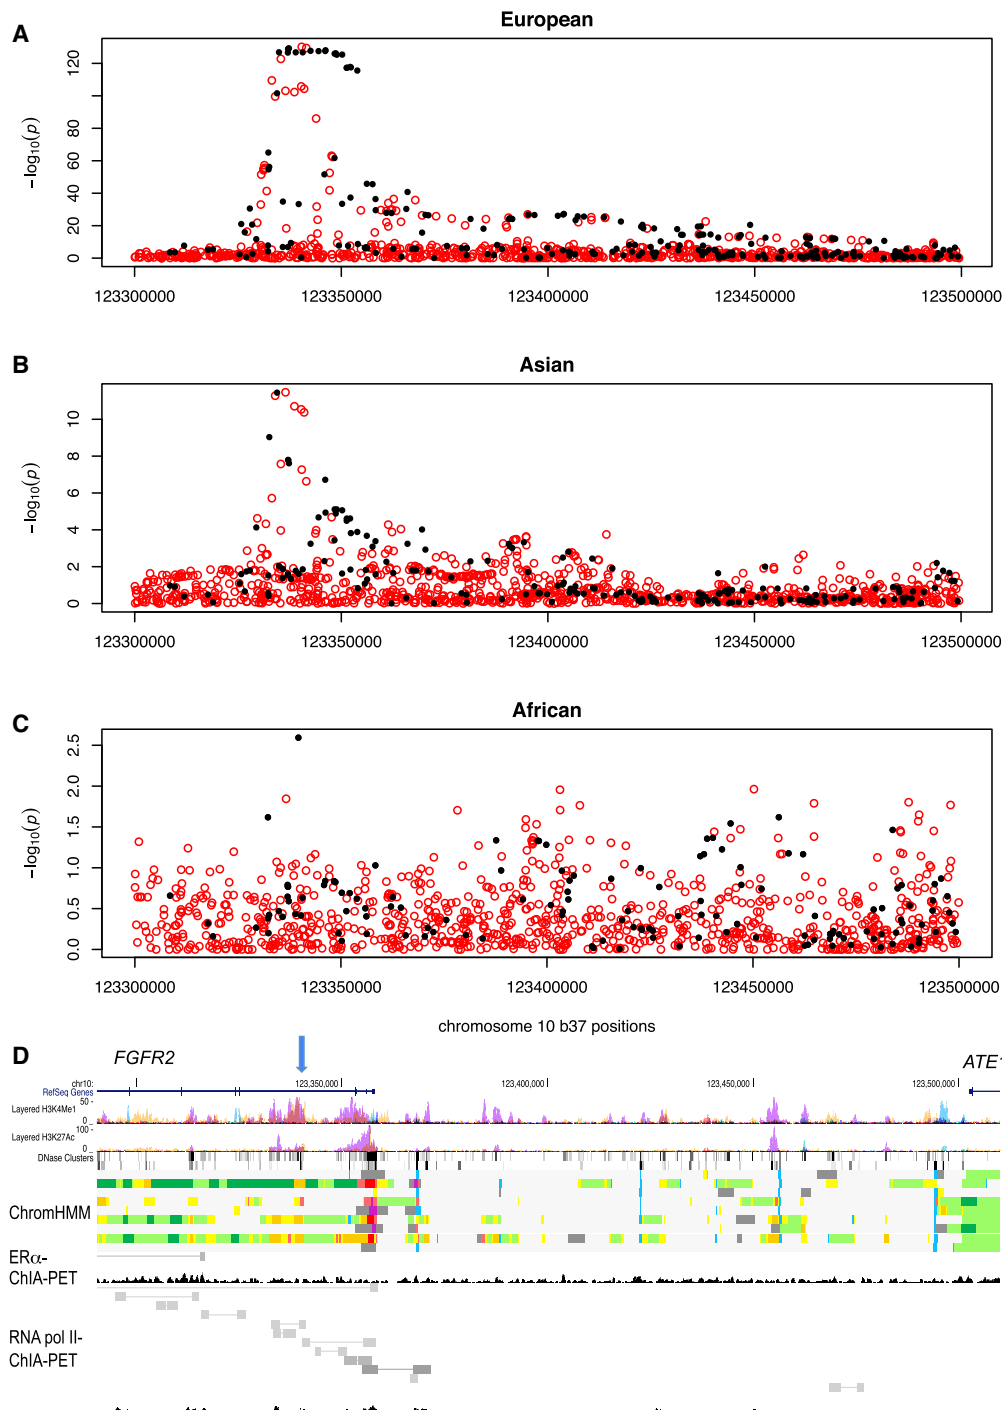 A
European
−log10(p)
0 20 40 60 80 120
123300000 123350000 123400000 123450000 123500000
B
Asian
−log10(p)
0 2 4 6 8 10
123300000 123350000 123400000 123450000 123500000
C
African
−log10(p)
0.0 0.5 1.0 1.5 2.0 2.5
123300000 123350000 123400000 123450000 123500000
chromosome 10 b37 positions
D
FGFR2
ATE1
chr10: 123,350,000 123,400,000 123,450,000 123,500,000
RefSeq Genes
50
Layered H3K4Me1
0
100
Layered H3K27Ac
0
DNase Clusters
ChromHMM
ERα-
ChIA-PET
RNA pol II-
ChIA-PET